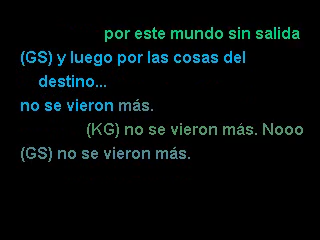 por este mundo sin salida
(GS) y luego por las cosas del
destino...
no se vieron más.
(KG) no se vieron más. Nooo
(GS) no se vieron más.